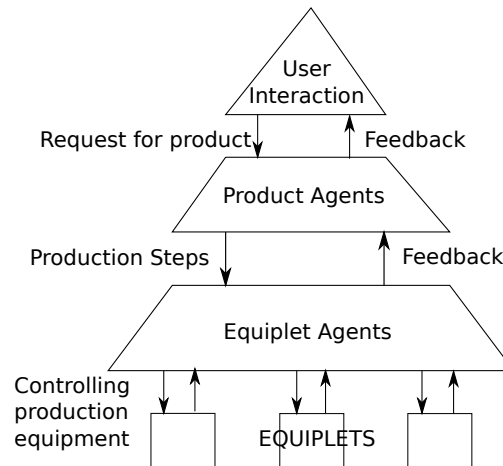 User
Interaction
Request for product
Feedback
Product Agents
Production Steps
Feedback
Equiplet Agents
Controlling
production
equipment
EQUIPLETS